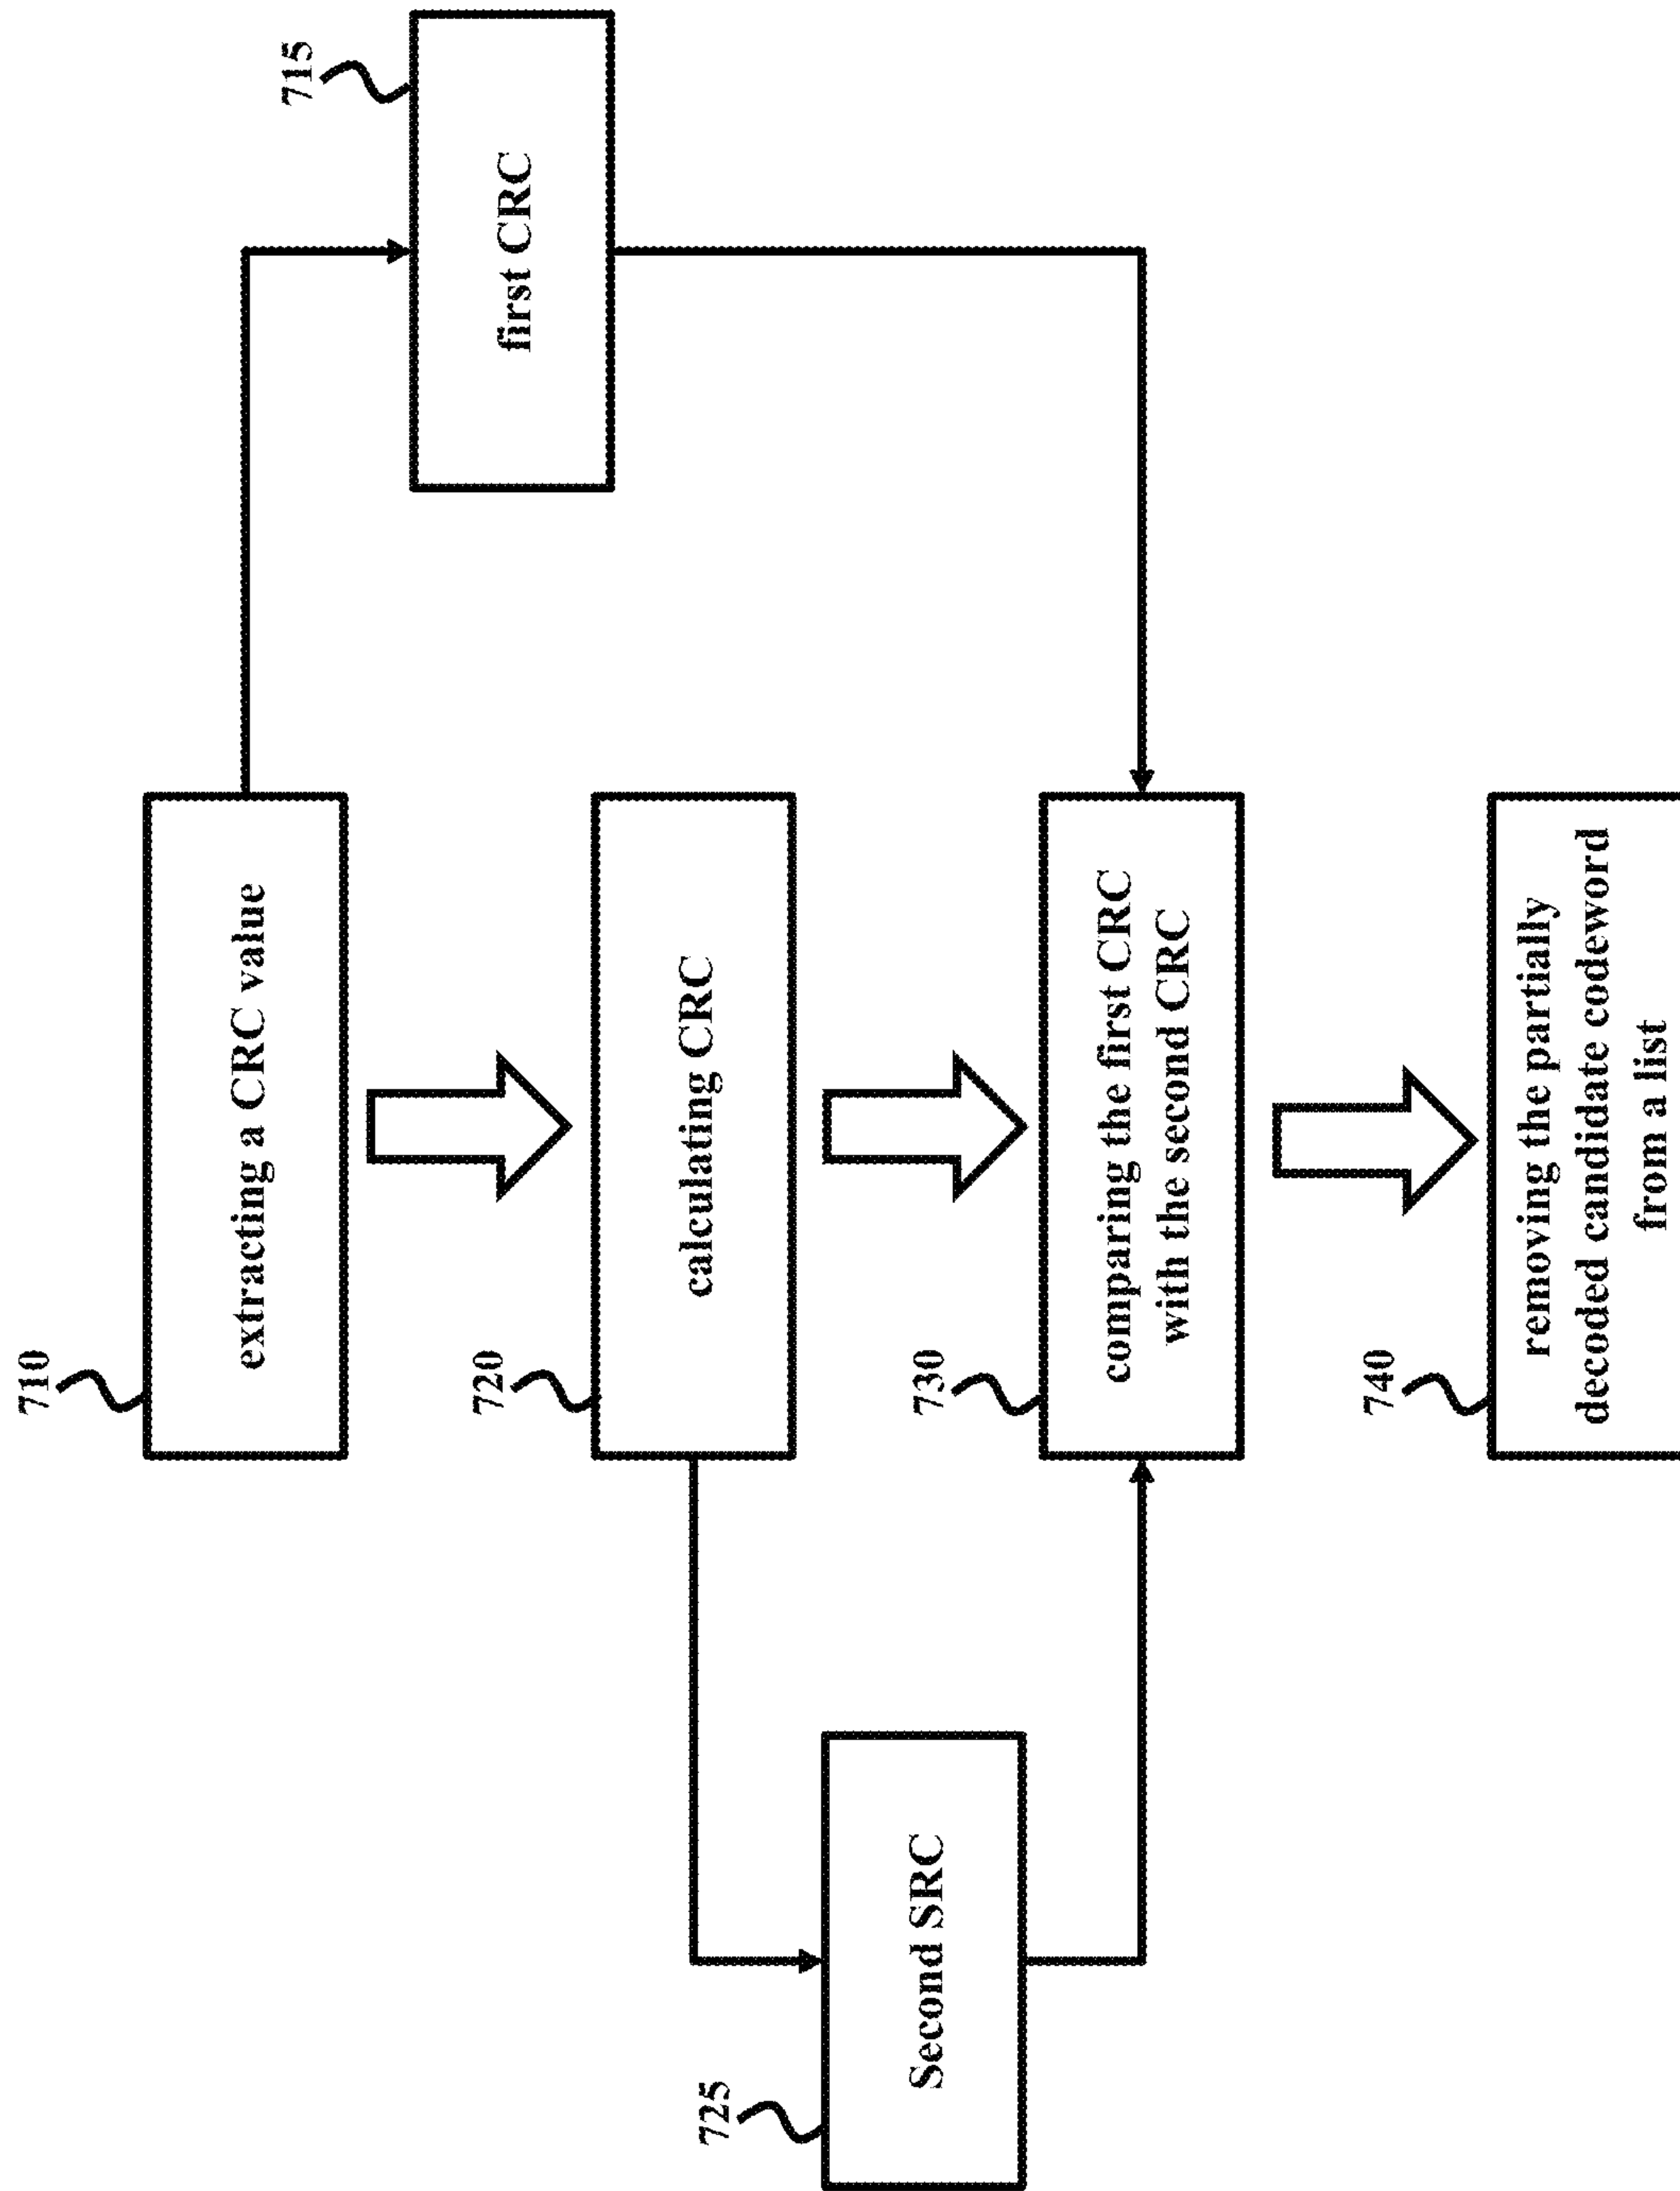 710
extracting a CRC value
715
first CRC
720
calculating CRC
725
Second SRC
730
comparing the first CRC
with the second CRC
740
removing the partially
decoded candidate codeword
from a list